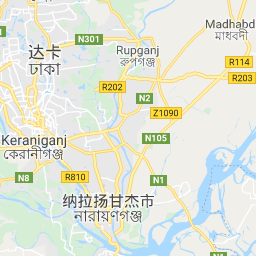 Madhabd
মাধবদী
N301
达卡
ঢাকা
Rupganj
রূপগঞ্জ
R114
R203
R202
N2
Z1090
Keraniganj
কেরানীগঞ্জ
N105
N8
R810
N1
纳拉扬甘杰市
নারায়ণগঞ্জ